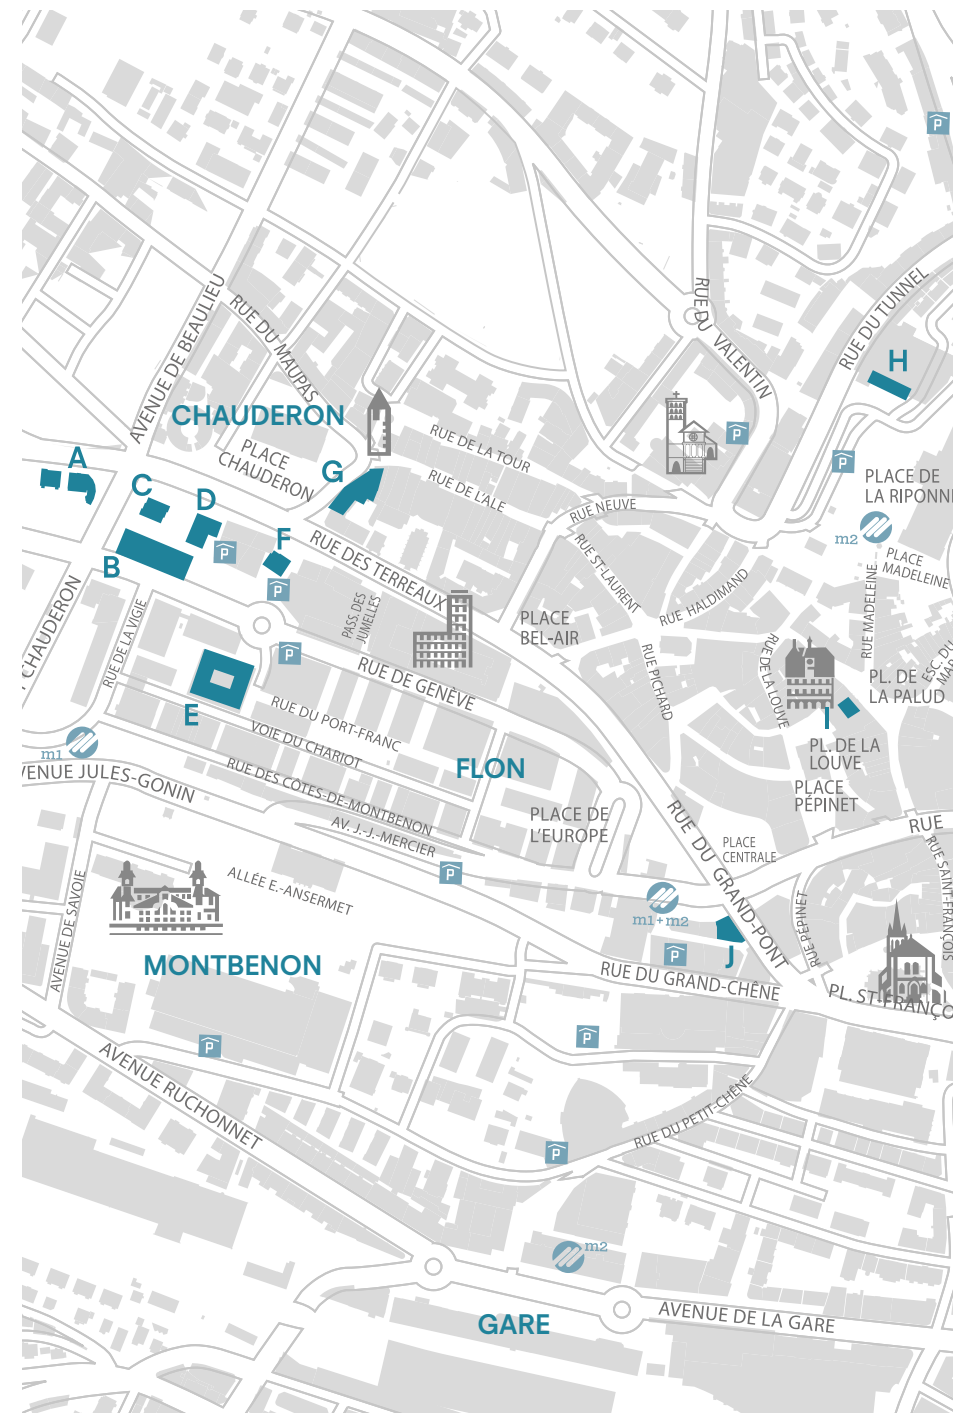 P
RUE DU TUNNEL
AVENUE DE BEAULIEU
RUE DU MAUPAS
RUE DU VALENTIN
H
CHAUDERON
P
PLACE
CHAUDERON
RUE DE LA TOUR
A
G
P
PLACE DE
LA RIPONNE
C
D
RUE DE L'ALE
RUE NEUVE
m2
B
P
F
RUE DES TERREAUX
RUE ST-LAURENT
PLACE
MADELEINE
P
RUE HALDIMAND
RUE MADELEINE
CHAUDERON
RUE DE LA VIGIE
PASS. DES
JUMELLES
PLACE
BEL-AIR
RUE PICHARD
RUE DE LA LOUVE
ESC. DU
P
RUE DE GENÈVE
PL. DE
LA PALUD
E
RUE DU PORT-FRANC
I
m1
VOIE DU CHARIOT
PL. DE LA
LOUVE
VENUE JULES-GONIN
RUE DES CÔTES-DE-MONTBENON
FLON
PLACE
PÉPINET
AV. J.-J.-MERCIER
PLACE DE
L'EUROPE
RUE DU GRAND-PONT
PLACE
CENTRALE
RUE
RUE SAINT-FRANÇOIS
P
ALLÉE E.-ANSERMET
AVENUE DE SAVOIE
m1+m2
RUE PÉPINET
MONTBENON
P
J
RUE DU GRAND-CHÊNE
PL. ST-FRANÇO
P
P
AVENUE RUCHONNET
RUE DU PETIT-CHÊNE
P
m2
GARE
AVENUE DE LA GARE